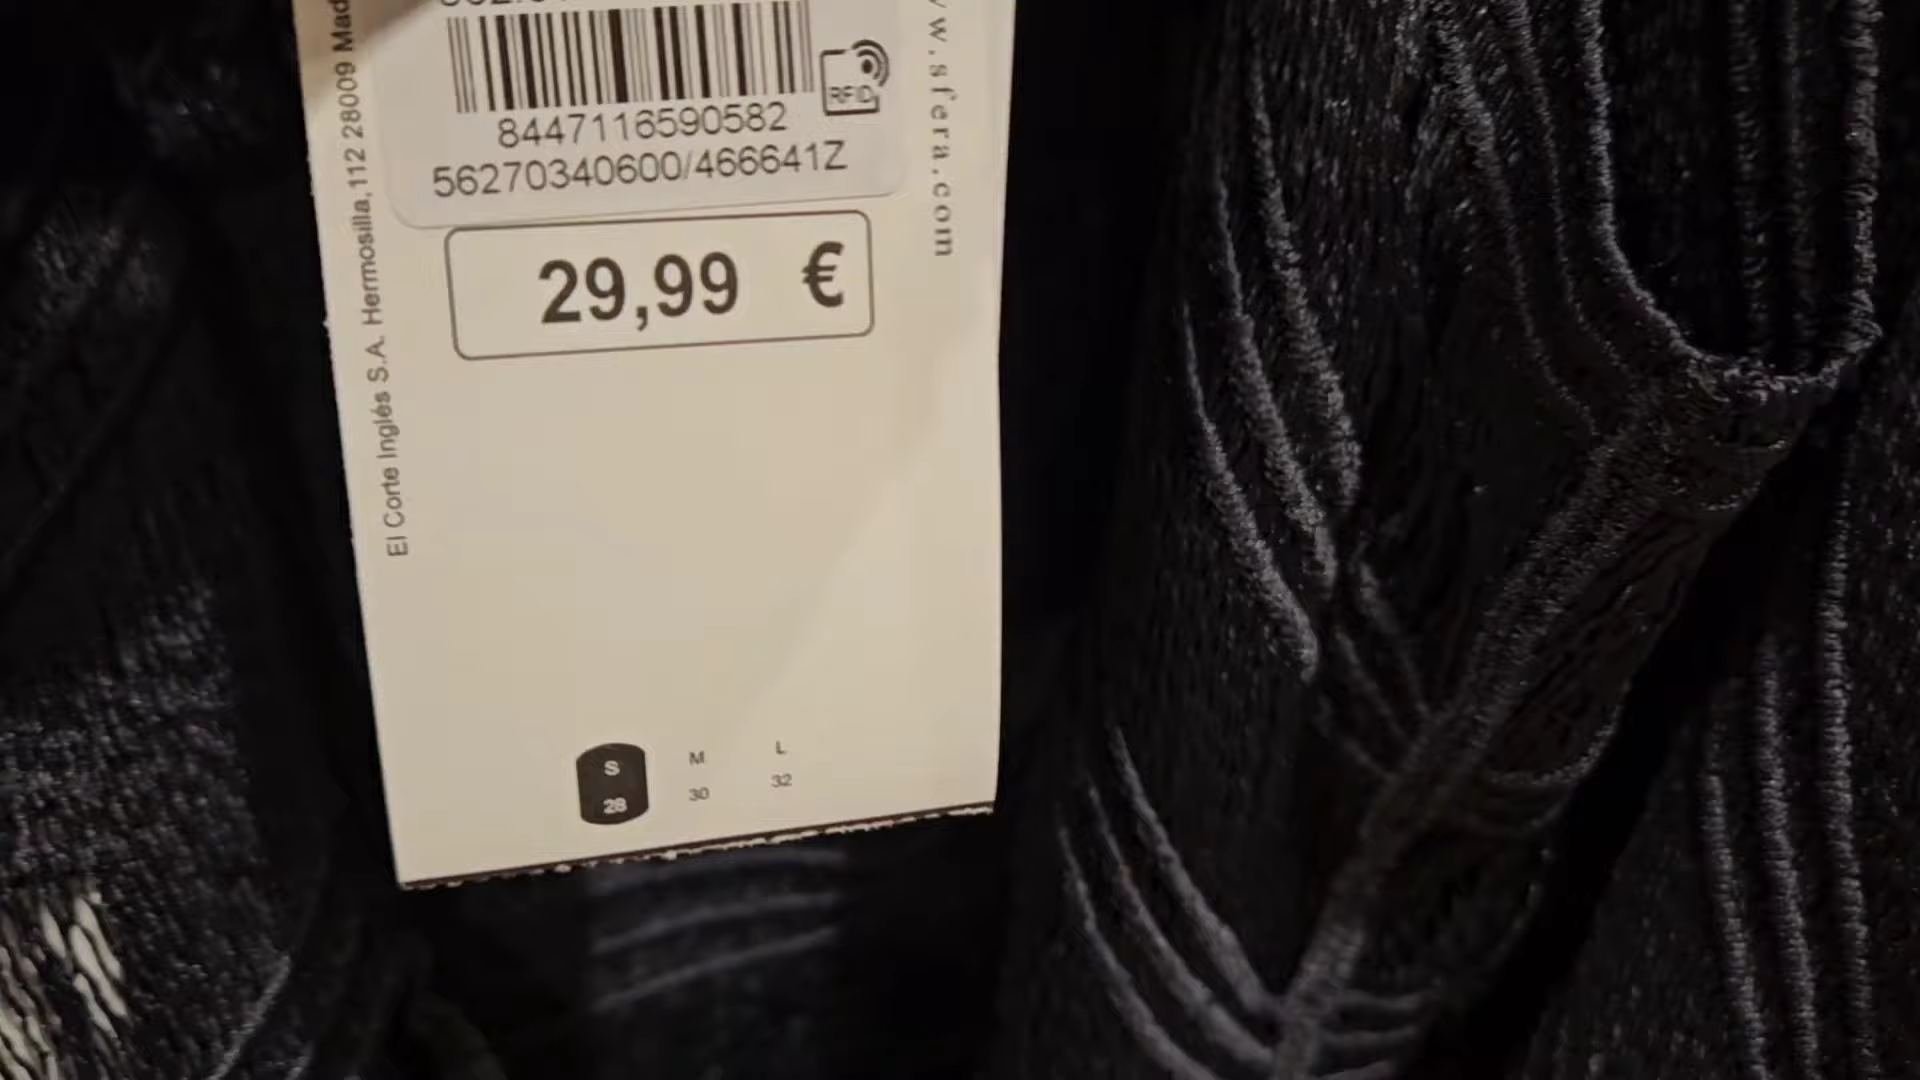 8447116590582
56270340600/466641Z
RFID
29,99 €
S M L
28 30 32
El Corte Inglés S.A. Hermosilla,112 28009 Mad
w.sfera.com